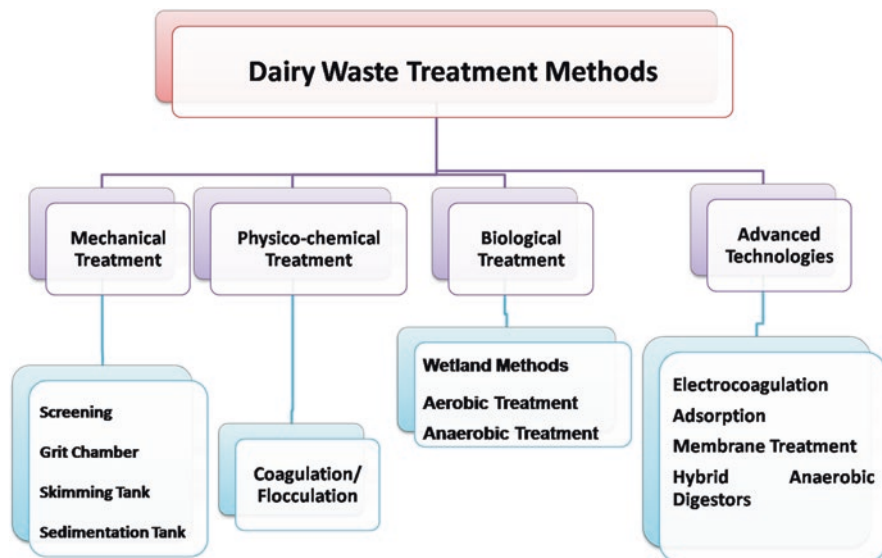 Dairy Waste Treatment Methods
Mechanical
Treatment
Physico-chemical
Treatment
Biological
Treatment
Advanced
Technologies
Screening
Grit Chamber
Skimming Tank
Sedimentation Tank
Coagulation/
Flocculation
Wetland Methods
Aerobic Treatment
Anaerobic Treatment
Electrocoagulation
Adsorption
Membrane Treatment
Hybrid Anaerobic
Digestors